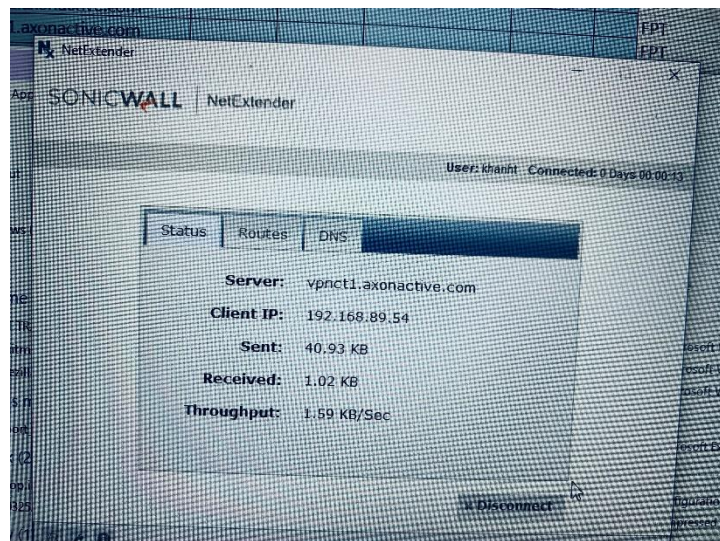 1.axonactive.com
FPT
NetExtender
FPT
SONICWALL | NetExtender
User: khanht Connected: 0 Days 00:00:13
Status Routes DNS
Server: vpnct1.axonactive.com
Client IP: 192.168.89.54
Sent: 40.93 KB
Received: 1.02 KB
Throughput: 1.59 KB/Sec
× Disconnect